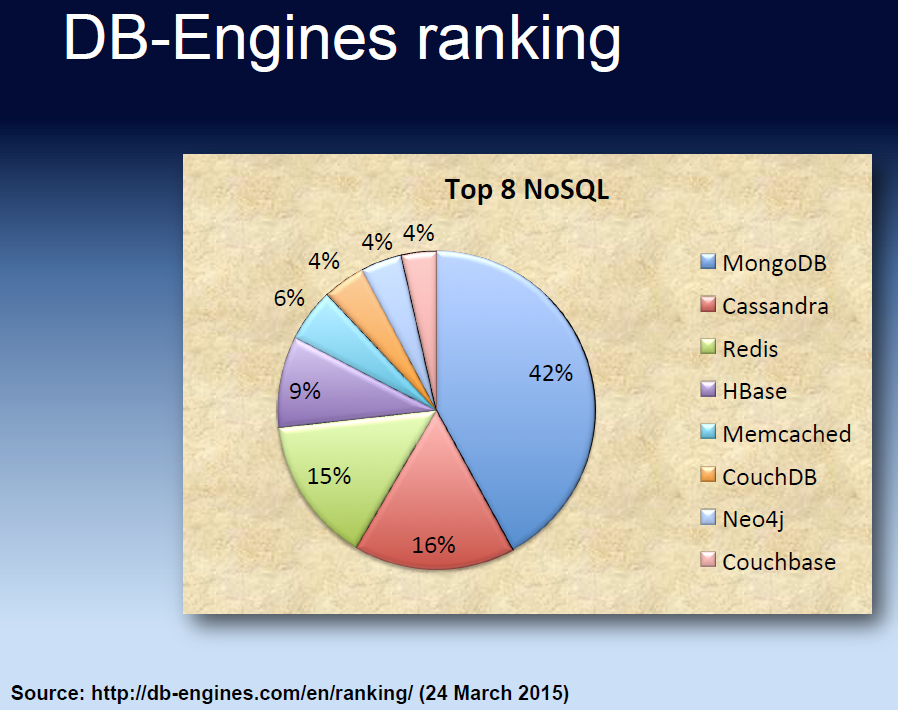 DB-Engines ranking
Top 8 NoSQL
4%
4%
4%
6%
9%
15%
16%
42%
MongoDB
Cassandra
Redis
HBase
Memcached
CouchDB
Neo4j
Couchbase
Source: http://db-engines.com/en/ranking/ (24 March 2015)